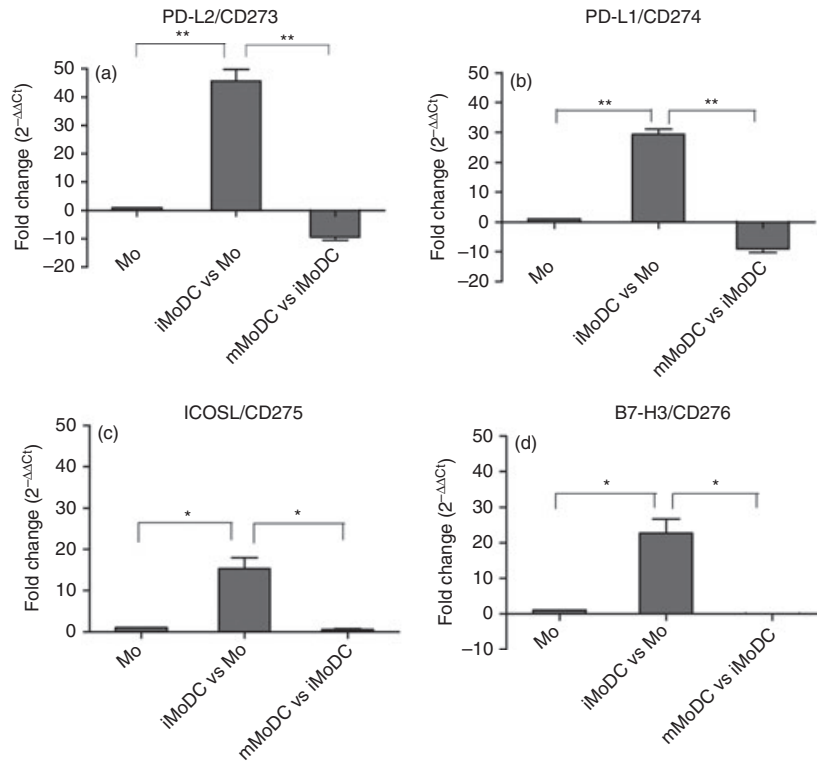 PD-L2/CD273
(a)
**
**
Fold change (2⁻ΔΔCt)
50
40
30
20
10
0
−10
−20
Mo
iMoDC vs Mo
mMoDC vs iMoDC
PD-L1/CD274
(b)
**
**
Fold change (2⁻ΔΔCt)
50
40
30
20
10
0
−10
−20
Mo
iMoDC vs Mo
mMoDC vs iMoDC
ICOSL/CD275
(c)
*
*
Fold change (2⁻ΔΔCt)
50
40
30
20
10
0
Mo
iMoDC vs Mo
mMoDC vs iMoDC
B7-H3/CD276
(d)
*
*
Fold change (2⁻ΔΔCt)
50
40
30
20
10
0
−10
Mo
iMoDC vs Mo
mMoDC vs iMoDC